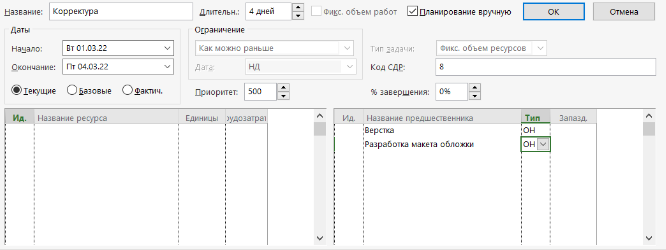 Название: Корректура Длительн.: 4 дней Фикс. объем работ Планирование вручную ОК Отмена
Даты
Начало: Вт 01.03.22
Окончание: Пт 04.03.22
Текущие Базовые Фактич.
Ограничение
Как можно раньше
Дата: НД
Приоритет: 500
Тип задачи: Фикс. объем ресурсов
Код СДР: 8
% завершения: 0%
Ид. Название ресурса Единицы рудозатрат
Ид. Название предшественника Тип Запазд.
Верстка ОН
Разработка макета обложки ОН